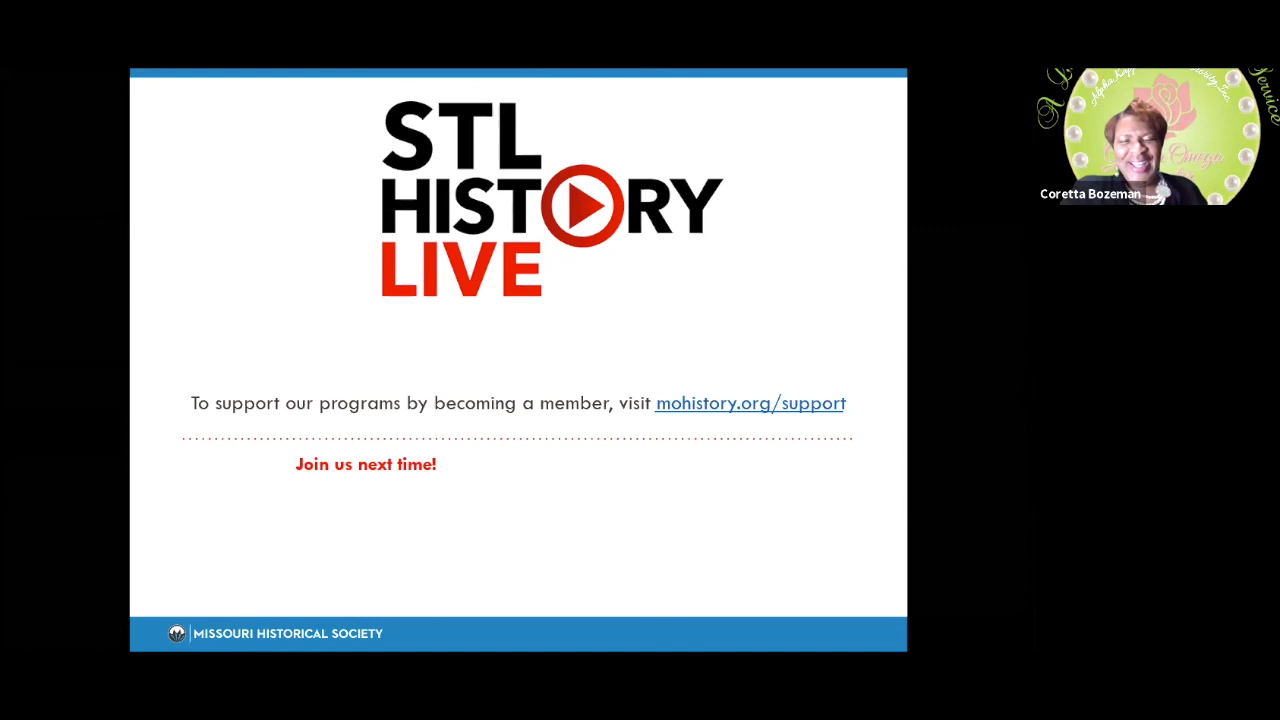 STL
HISTORY
LIVE
To support our programs by becoming a member, visit mohistory.org/support
Join us next time!
MISSOURI HISTORICAL SOCIETY
Coretta Bozeman
Omega